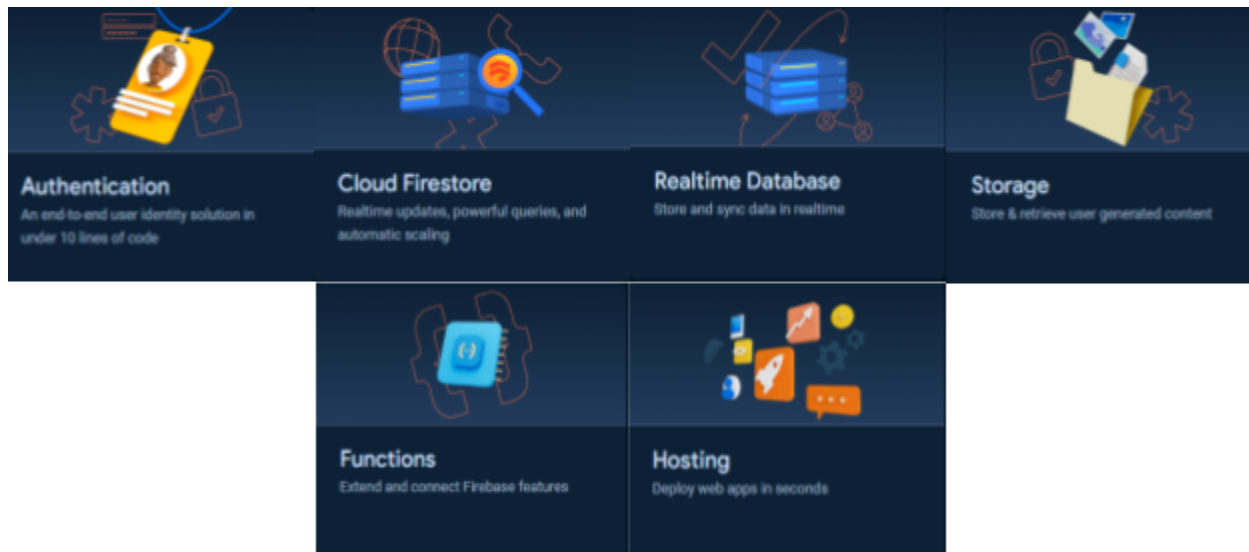 Authentication
An end-to-end user identity solution in
under 10 lines of code
Cloud Firestore
Realtime updates, powerful queries, and
automatic scaling
Realtime Database
Store and sync data in realtime
Storage
Store & retrieve user generated content
Functions
Extend and connect Firebase features
Hosting
Deploy web apps in seconds